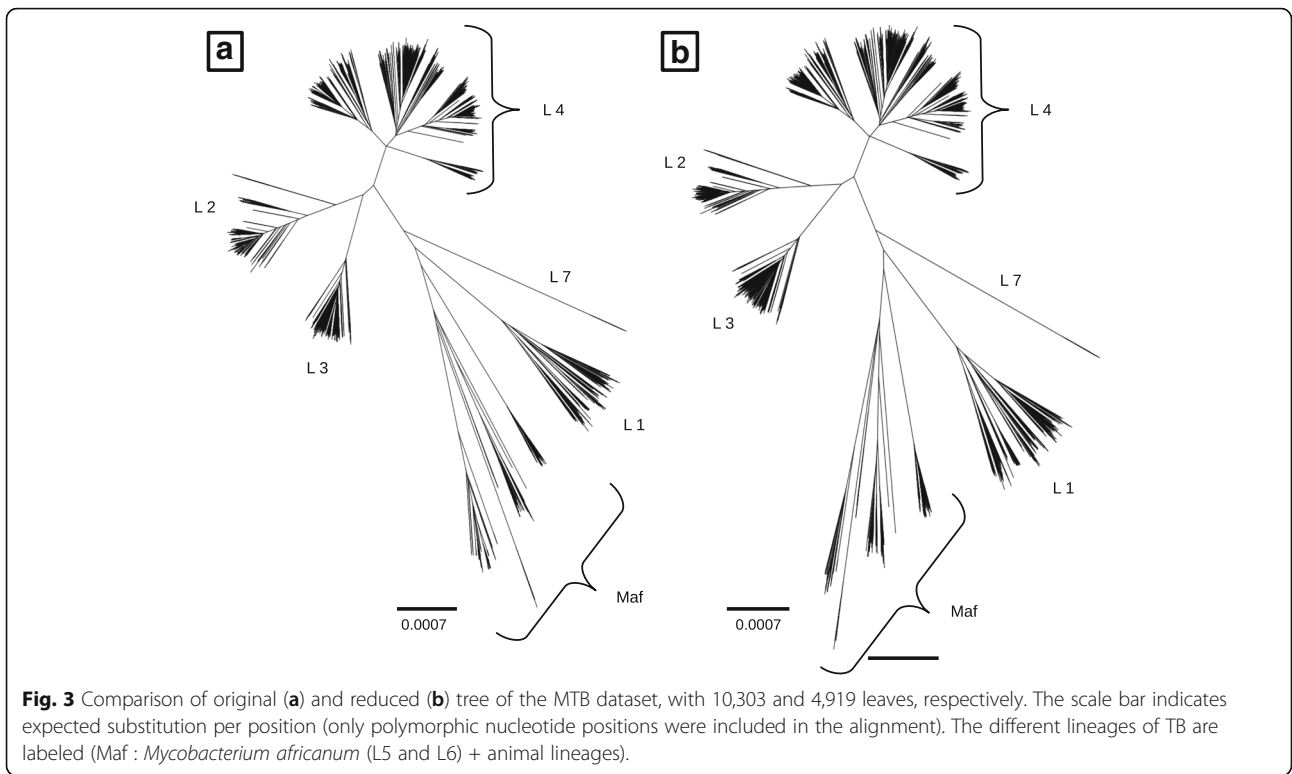 a
b
L 4
L 4
L 2
L 2
L 7
L 7
L 3
L 3
L 1
L 1
Maf
Maf
0.0007
0.0007
Fig. 3 Comparison of original (a) and reduced (b) tree of the MTB dataset, with 10,303 and 4,919 leaves, respectively. The scale bar indicates
expected substitution per position (only polymorphic nucleotide positions were included in the alignment). The different lineages of TB are
labeled (Maf : Mycobacterium africanum (L5 and L6) + animal lineages).